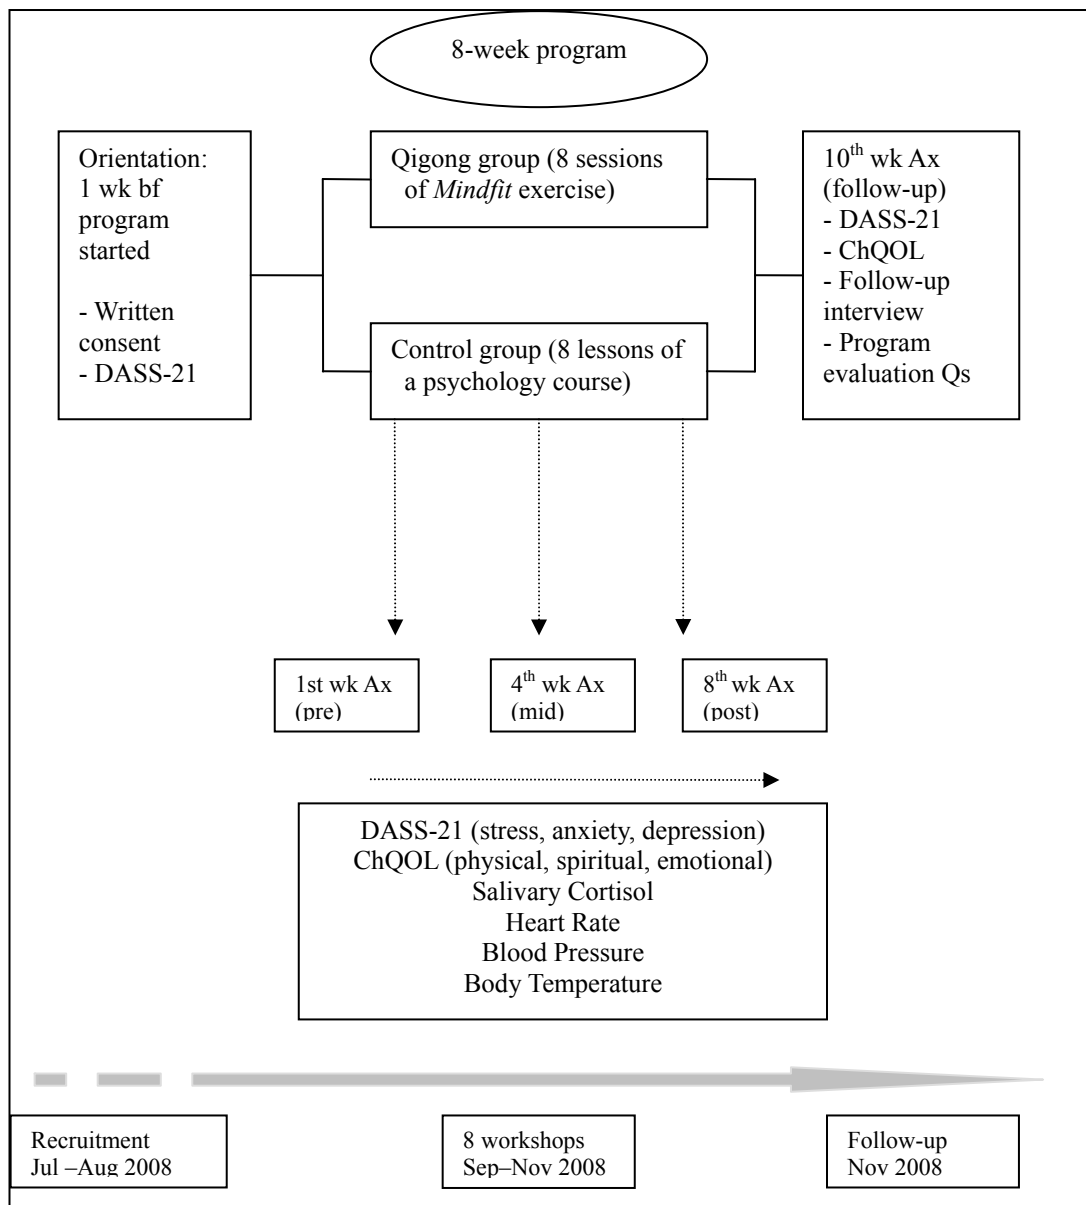 8-week program
Orientation:
1 wk bf
program
started
- Written
consent
- DASS-21
Qigong group (8 sessions
of Mindfit exercise)
Control group (8 lessons of
a psychology course)
10th wk Ax
(follow-up)
- DASS-21
- ChQOL
- Follow-up
interview
- Program
evaluation Qs
1st wk Ax
(pre)
4th wk Ax
(mid)
8th wk Ax
(post)
DASS-21 (stress, anxiety, depression)
ChQOL (physical, spiritual, emotional)
Salivary Cortisol
Heart Rate
Blood Pressure
Body Temperature
Recruitment
Jul –Aug 2008
8 workshops
Sep–Nov 2008
Follow-up
Nov 2008